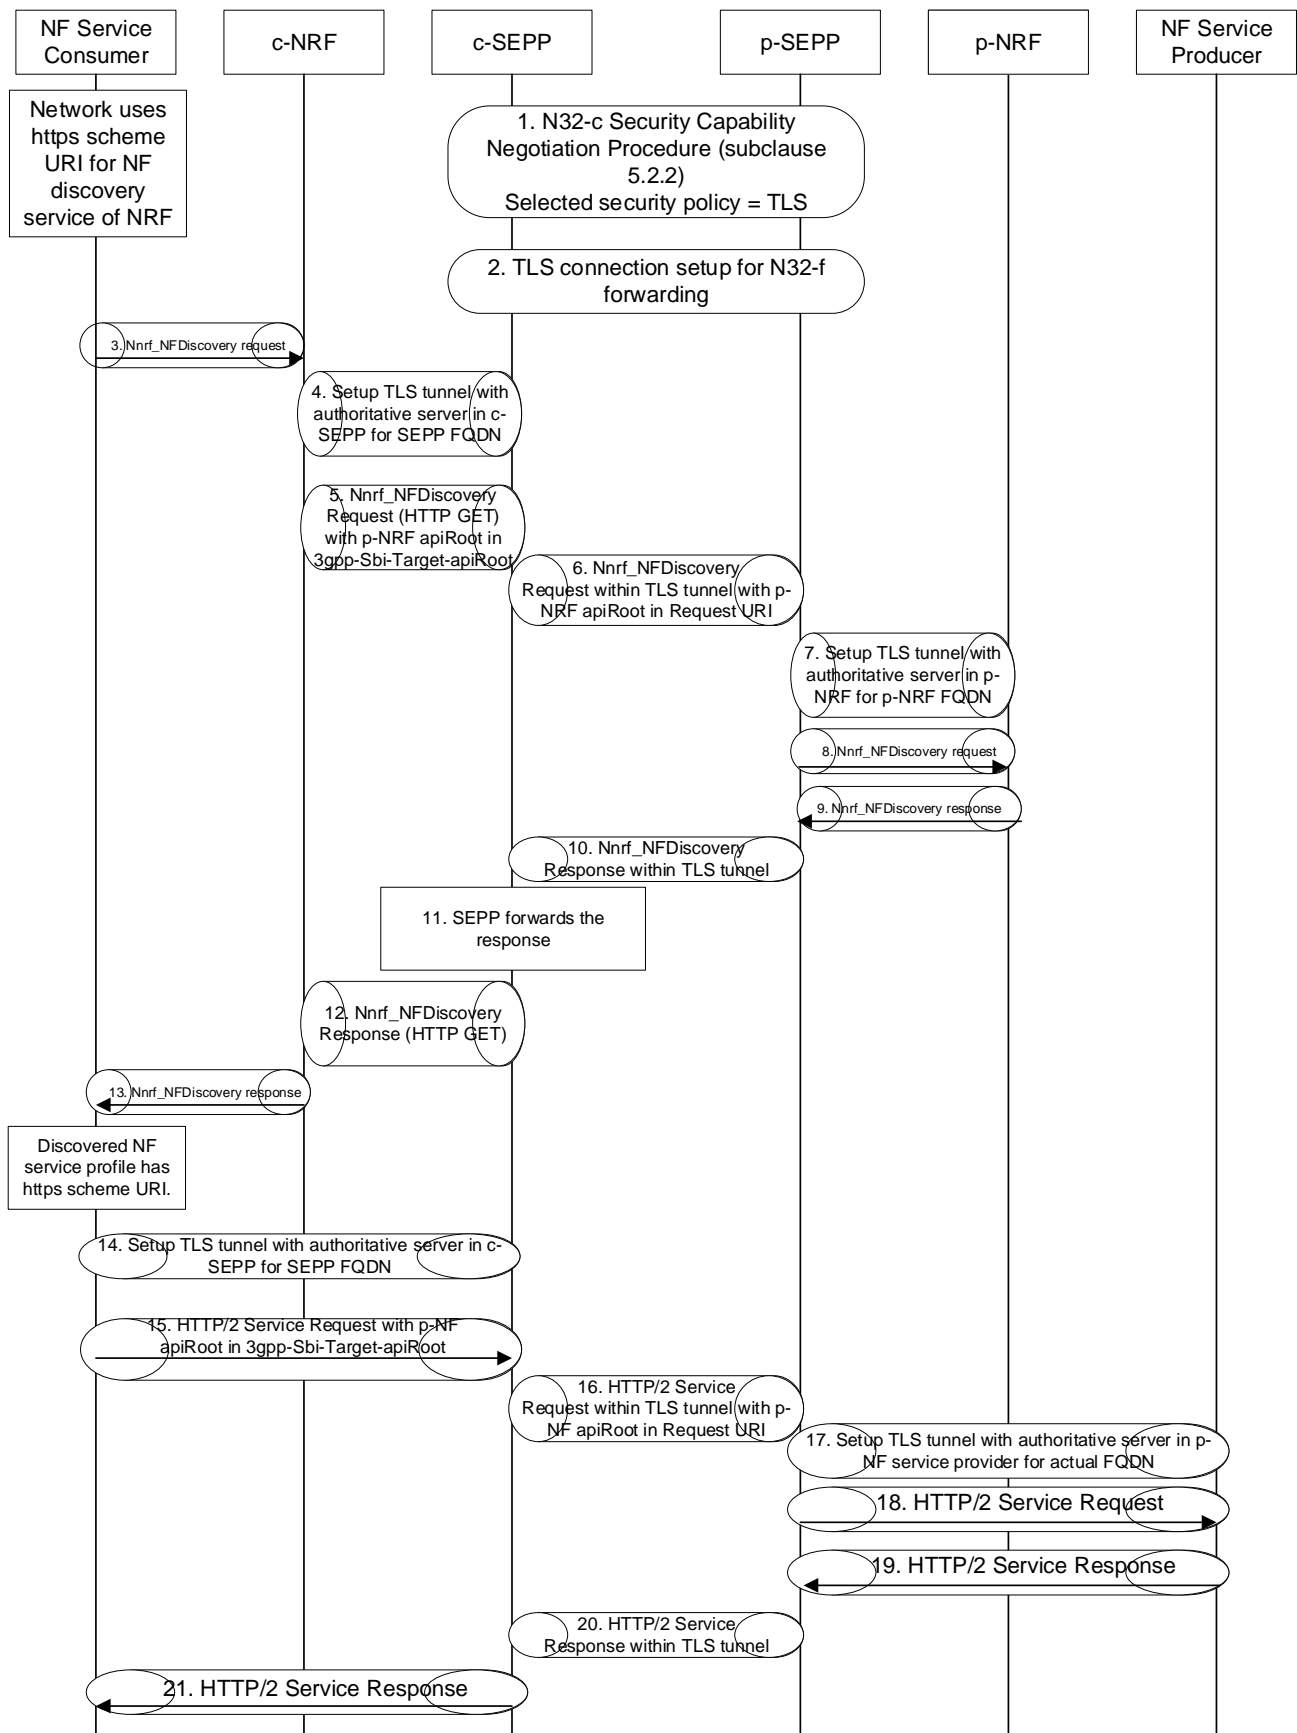 NF Service
Consumer
c-NRF
c-SEPP
p-SEPP
p-NRF
NF Service
Producer
Network uses
https scheme
URI for NF
discovery
service of NRF
1. N32-c Security Capability
Negotiation Procedure (subclause
5.2.2)
Selected security policy = TLS
2. TLS connection setup for N32-f
forwarding
3. Nnrf_NFDiscovery request
4. Setup TLS tunnel with
authoritative server in c-
SEPP for SEPP FQDN
5. Nnrf_NFDiscovery
Request (HTTP GET)
with p-NRF apiRoot in
3gpp-Sbi-Target-apiRoot
6. Nnrf_NFDiscovery
Request within TLS tunnel with p-
NRF apiRoot in Request URI
7. Setup TLS tunnel with
authoritative server in p-
NRF for p-NRF FQDN
8. Nnrf_NFDiscovery request
9. Nnrf_NFDiscovery response
10. Nnrf_NFDiscovery
Response within TLS tunnel
11. SEPP forwards the
response
12. Nnrf_NFDiscovery
Response (HTTP GET)
13. Nnrf_NFDiscovery response
Discovered NF
service profile has
https scheme URI.
14. Setup TLS tunnel with authoritative server in c-
SEPP for SEPP FQDN
15. HTTP/2 Service Request with p-NF
apiRoot in 3gpp-Sbi-Target-apiRoot
16. HTTP/2 Service
Request within TLS tunnel with p-
NF apiRoot in Request URI
17. Setup TLS tunnel with authoritative server in p-
NF service provider for actual FQDN
18. HTTP/2 Service Request
19. HTTP/2 Service Response
20. HTTP/2 Service
Response within TLS tunnel
21. HTTP/2 Service Response